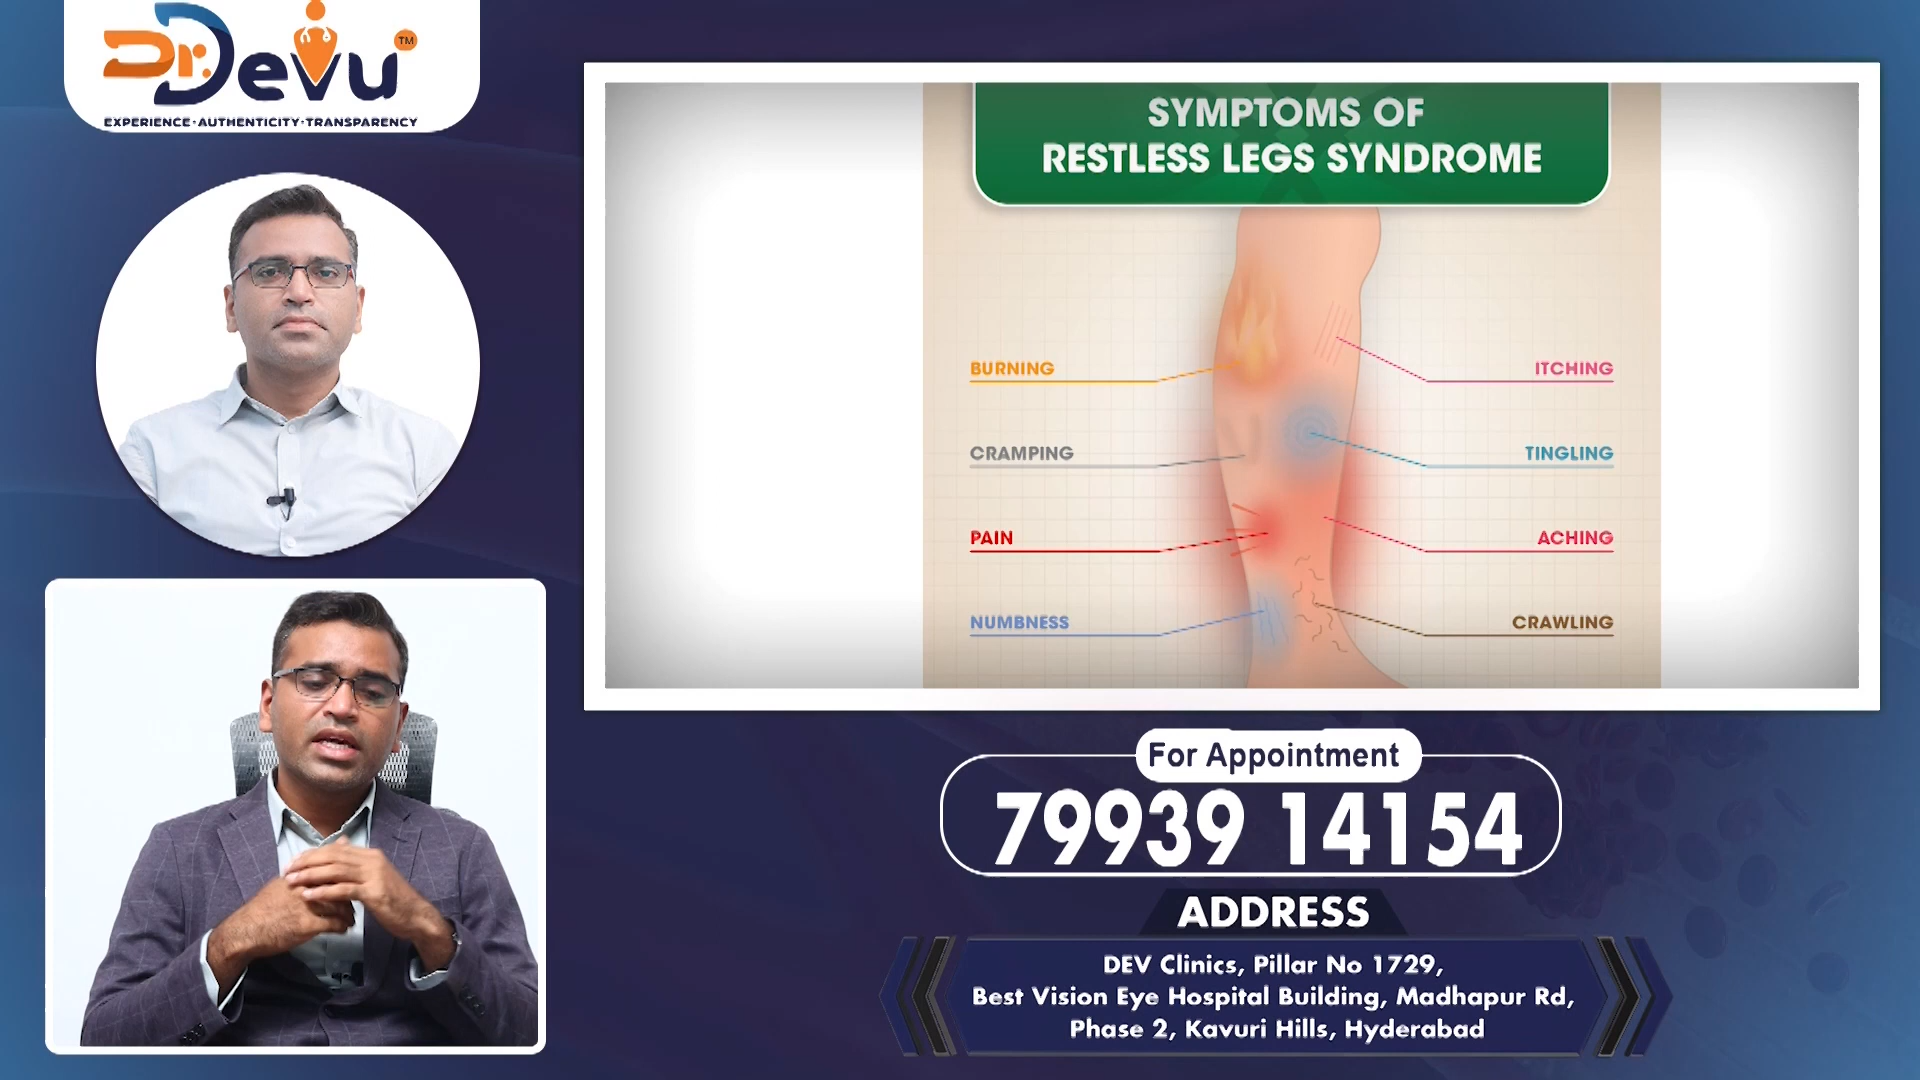 Dr. Devu TM
EXPERIENCE·AUTHENTICITY·TRANSPARENCY
SYMPTOMS OF
RESTLESS LEGS SYNDROME
BURNING
ITCHING
CRAMPING
TINGLING
PAIN
ACHING
NUMBNESS
CRAWLING
For Appointment
79939 14154
ADDRESS
DEV Clinics, Pillar No 1729,
Best Vision Eye Hospital Building, Madhapur Rd,
Phase 2, Kavuri Hills, Hyderabad